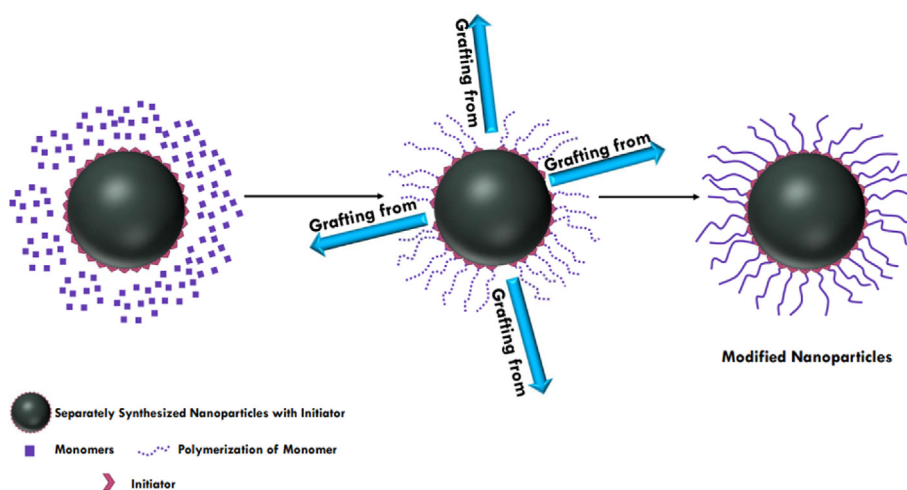 Grafting from
Grafting from
Grafting from
Grafting from
Modified Nanoparticles
Separately Synthesized Nanoparticles with Initiator
Monomers
Polymerization of Monomer
Initiator